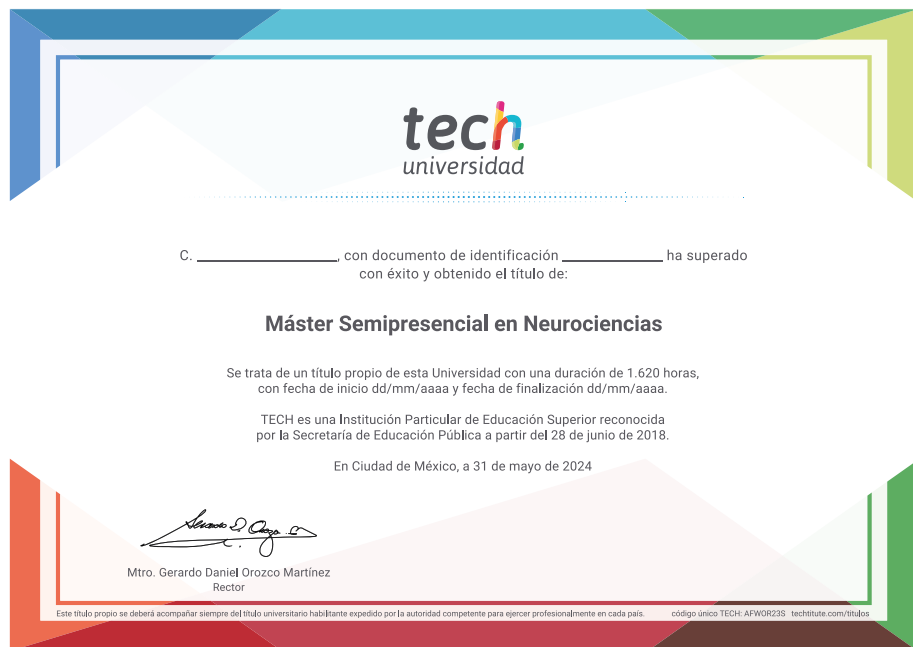 tech
universidad
C. __________________, con documento de identificación _____________ ha superado
con éxito y obtenido el título de:
Máster Semipresencial en Neurociencias
Se trata de un título propio de esta Universidad con una duración de 1.620 horas,
con fecha de inicio dd/mm/aaaa y fecha de finalización dd/mm/aaaa.
TECH es una Institución Particular de Educación Superior reconocida
por la Secretaría de Educación Pública a partir del 28 de junio de 2018.
En Ciudad de México, a 31 de mayo de 2024
Mtro. Gerardo Daniel Orozco Martínez
Rector
Este título propio se deberá acompañar siempre del título universitario habilitante expedido por la autoridad competente para ejercer profesionalmente en cada país. código único TECH: AFWOR23S techtitute.com/titulos